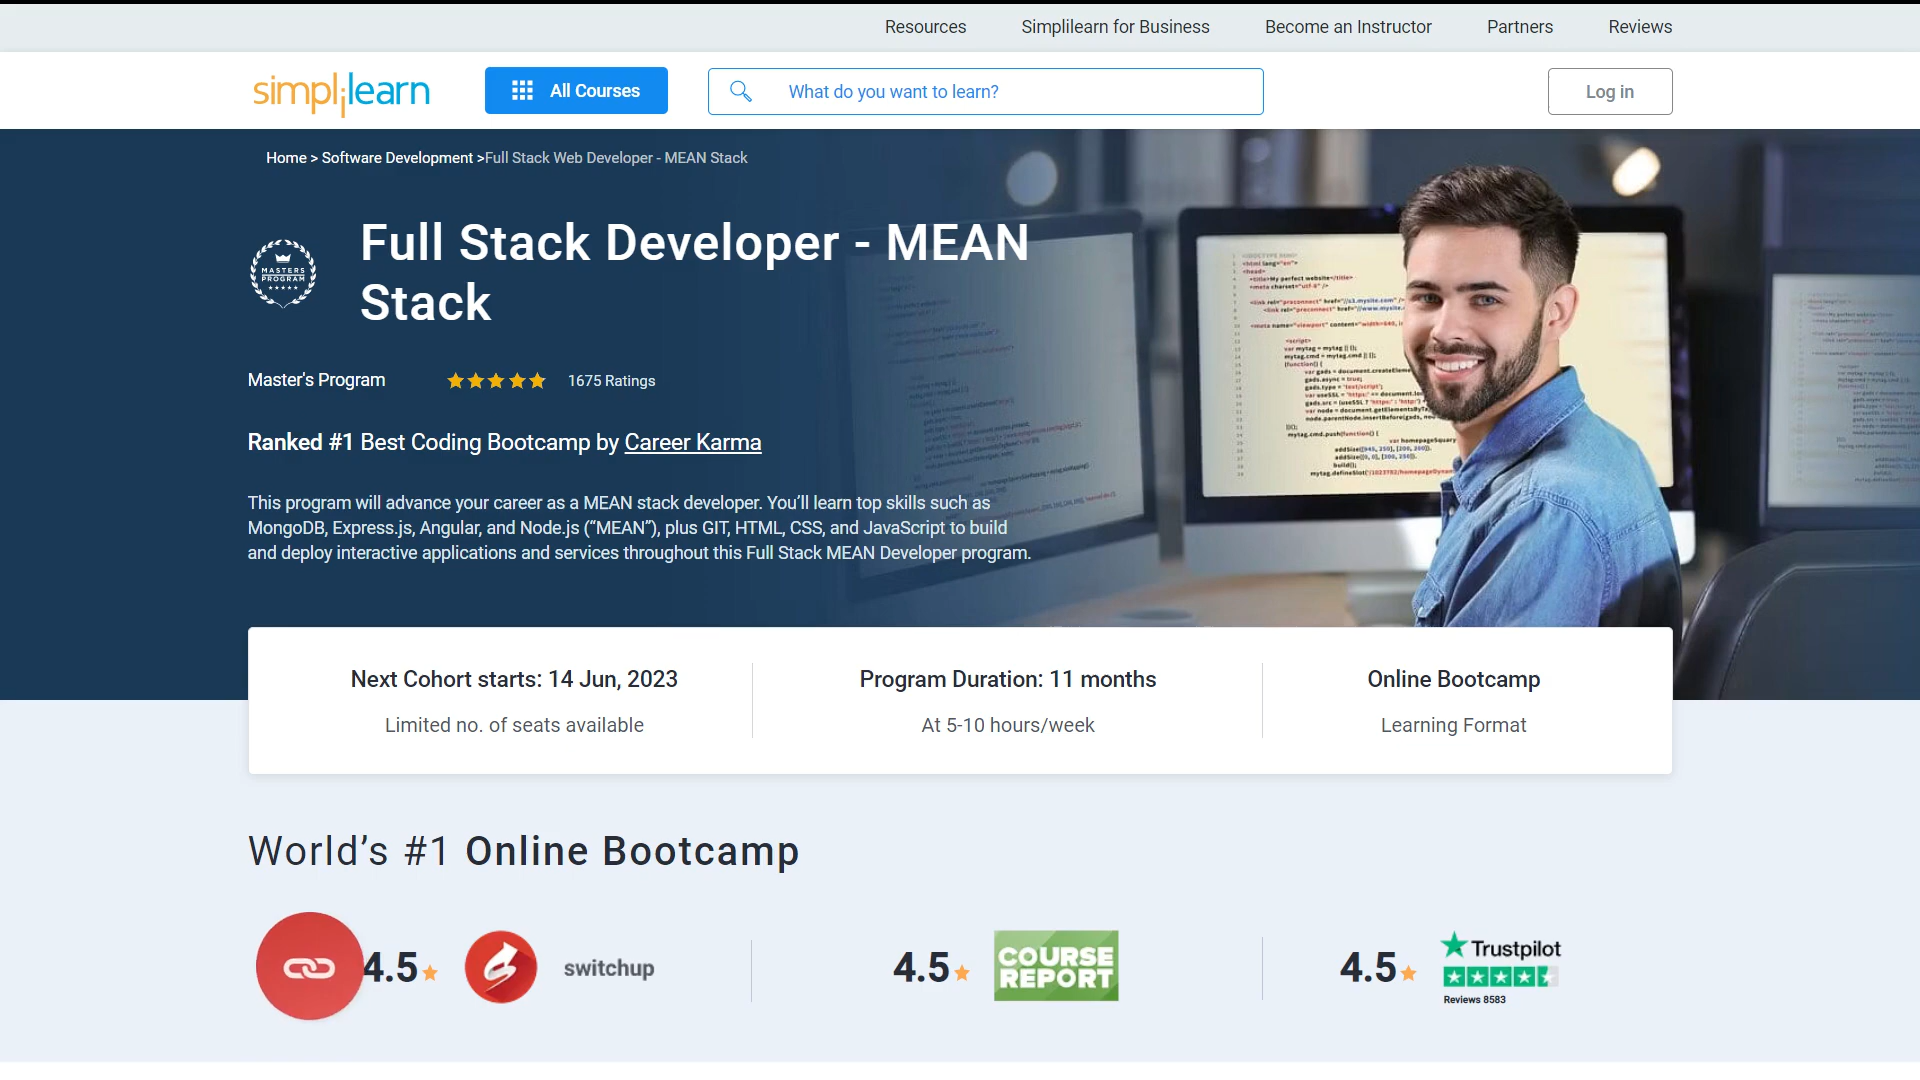 Resources Simplilearn for Business Become an Instructor Partners Reviews
simplilearn All Courses What do you want to learn? Log in
Home > Software Development >Full Stack Web Developer - MEAN Stack
MASTERS
PROGRAM
Full Stack Developer - MEAN
Stack
Master's Program 1675 Ratings
Ranked #1 Best Coding Bootcamp by Career Karma
This program will advance your career as a MEAN stack developer. You’ll learn top skills such as
MongoDB, Express.js, Angular, and Node.js (“MEAN”), plus GIT, HTML, CSS, and JavaScript to build
and deploy interactive applications and services throughout this Full Stack MEAN Developer program.
Next Cohort starts: 14 Jun, 2023 Program Duration: 11 months Online Bootcamp
Limited no. of seats available At 5-10 hours/week Learning Format
World’s #1 Online Bootcamp
4.5 switchup 4.5 COURSE REPORT 4.5 Trustpilot
Reviews 8583